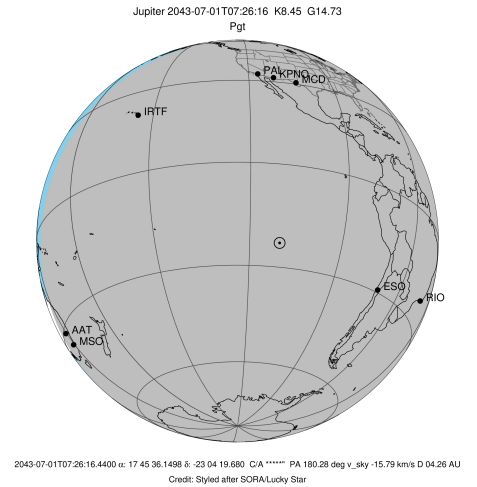 Jupiter 2043-07-01T07:26:16 K8.45 G14.73
Pgt
PAL
KPNO
MCD
IRTF
ESO
RIO
AAT
MSO
2043-07-01T07:26:16.4400 α: 17 45 36.1498 δ: -23 04 19.680 C/A *****" PA 180.28 deg v_sky -15.79 km/s D 04.26 AU
Credit: Styled after SORA/Lucky Star